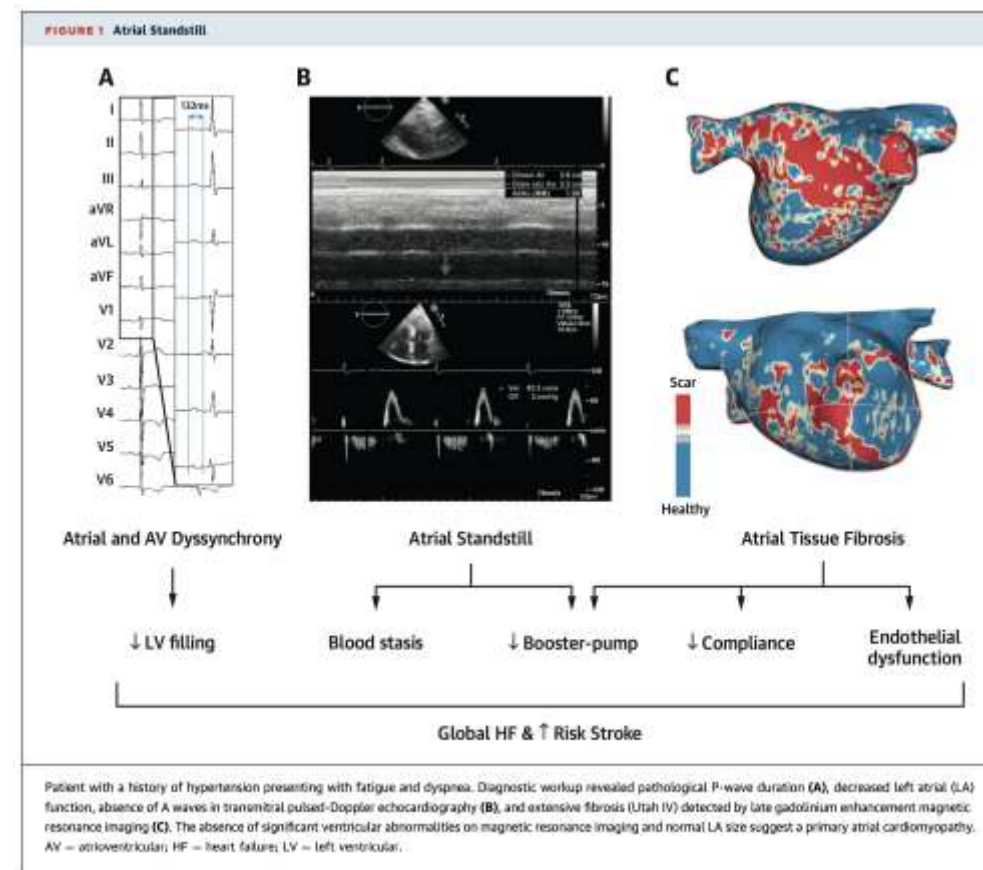 FIGURE 1 Atrial Standstill
A
B
C
132ms
I
II
III
aVR
aVL
aVF
V1
V2
V3
V4
V5
V6
Scar
Healthy
Atrial and AV Dyssynchrony
Atrial Standstill
Atrial Tissue Fibrosis
↓ LV filling
Blood stasis
↓ Booster-pump
↓ Compliance
Endothelial
dysfunction
Global HF & ↑ Risk Stroke
Patient with a history of hypertension presenting with fatigue and dyspnea. Diagnostic workup revealed pathological P-wave duration (A), decreased left atrial (LA)
function, absence of A waves in transmitral pulsed-Doppler echocardiography (B), and extensive fibrosis (Utah IV) detected by late gadolinium enhancement magnetic
resonance imaging (C). The absence of significant ventricular abnormalities on magnetic resonance imaging and normal LA size suggest a primary atrial cardiomyopathy.
AV = atrioventricular; HF = heart failure; LV = left ventricular.